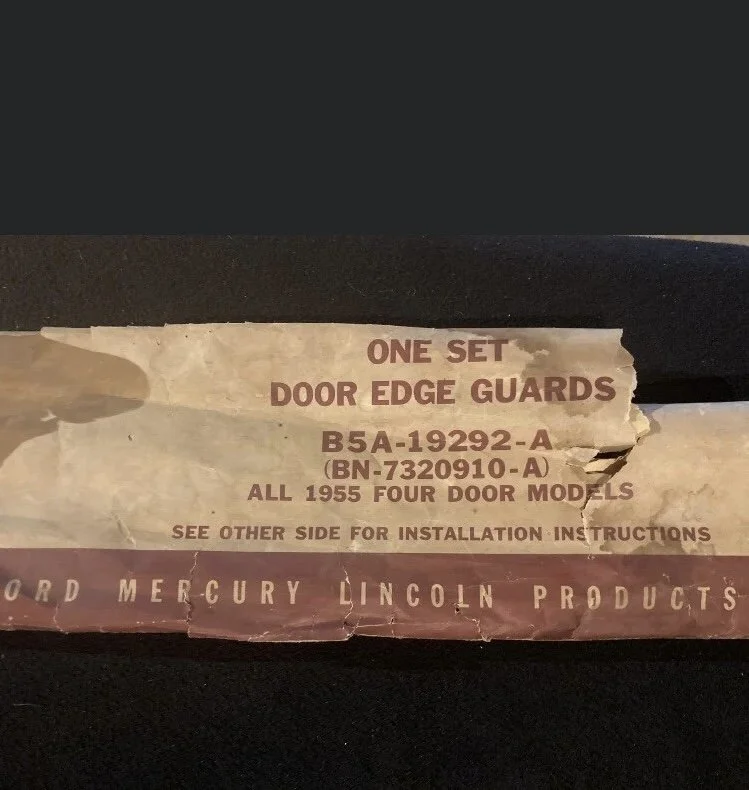 ONE SET
DOOR EDGE GUARDS
B5A-19292-A
(BN-7320910-A)
ALL 1955 FOUR DOOR MODELS
SEE OTHER SIDE FOR INSTALLATION INSTRUCTIONS
ORD MERCURY LINCOLN PRODUCTS